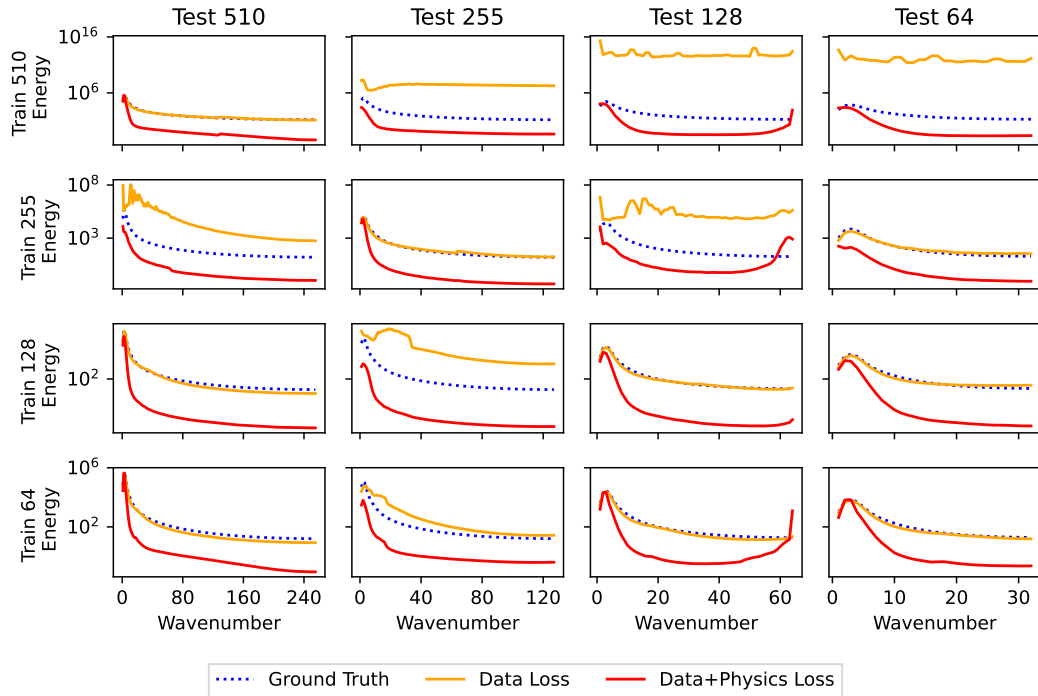 Test 510 Test 255 Test 128 Test 64
Train 510
Energy
10^16
10^6
Train 255
Energy
10^8
10^3
Train 128
Energy
10^2
Train 64
Energy
10^6
10^2
0 80 160 240 0 40 80 120 0 20 40 60 0 10 20 30
Wavenumber Wavenumber Wavenumber Wavenumber
Ground Truth Data Loss Data+Physics Loss